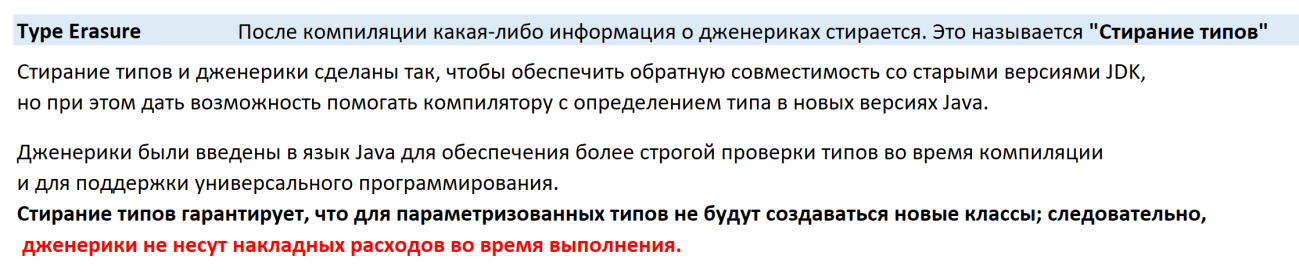 Type Erasure После компиляции какая-либо информация о дженериках стирается. Это называется "Стирание типов"
Стирание типов и дженерики сделаны так, чтобы обеспечить обратную совместимость со старыми версиями JDK,
но при этом дать возможность помогать компилятору с определением типа в новых версиях Java.
Дженерики были введены в язык Java для обеспечения более строгой проверки типов во время компиляции
и для поддержки универсального программирования.
Стирание типов гарантирует, что для параметризованных типов не будут создаваться новые классы; следовательно,
дженерики не несут накладных расходов во время выполнения.